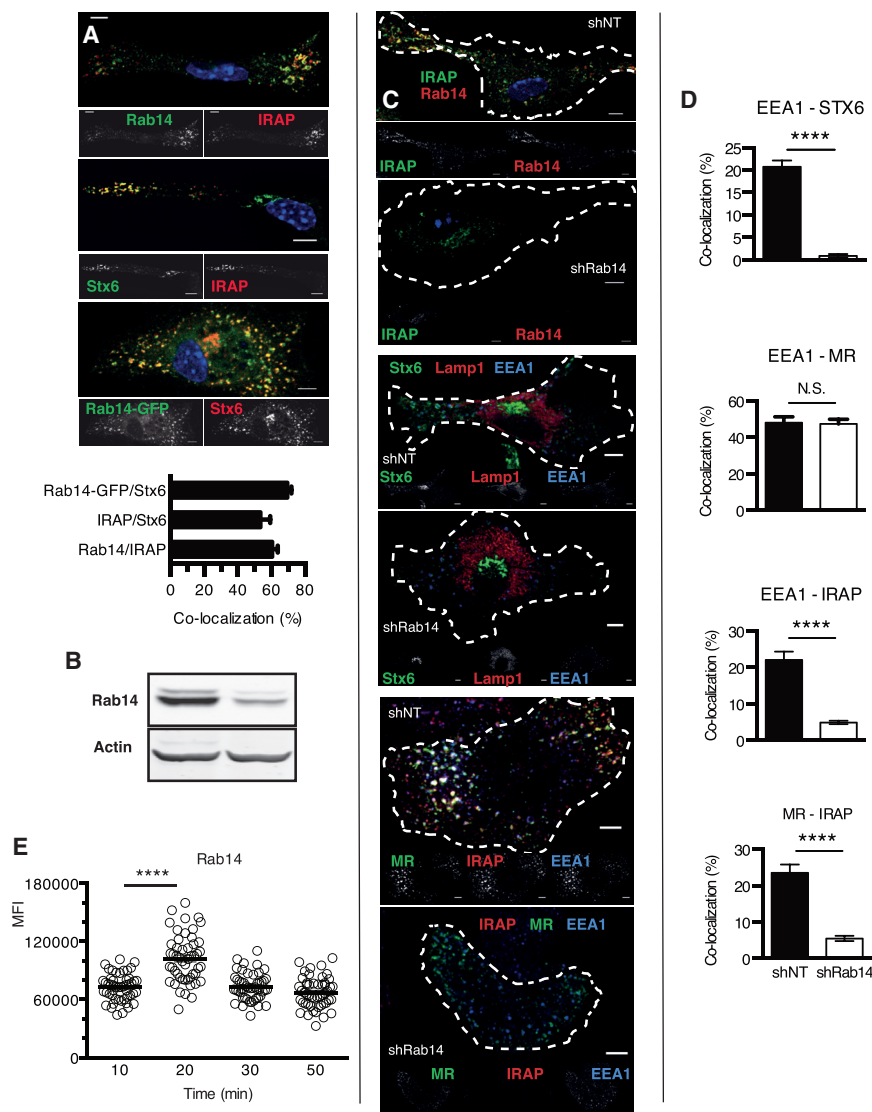 A
Rab14 IRAP
Stx6 IRAP
Rab14-GFP Stx6
Rab14-GFP/Stx6
IRAP/Stx6
Rab14/IRAP
0 20 40 60 80
Co-localization (%)
B
Rab14
Actin
E
Rab14
****
MFI
180000
120000
60000
0
10 20 30 50
Time (min)
C
shNT
IRAP
Rab14
IRAP Rab14
shRab14
IRAP Rab14
Stx6 Lamp1 EEA1
shNT
Stx6 Lamp1 EEA1
shRab14
Stx6 Lamp1 EEA1
shNT
MR IRAP EEA1
IRAP MR EEA1
shRab14
MR IRAP EEA1
D
EEA1 - STX6
****
Co-localization (%)
25
20
15
10
5
0
EEA1 - MR
N.S.
Co-localization (%)
60
40
20
0
EEA1 - IRAP
****
Co-localization (%)
30
20
10
0
MR - IRAP
****
Co-localization (%)
30
20
10
0
shNT shRab14